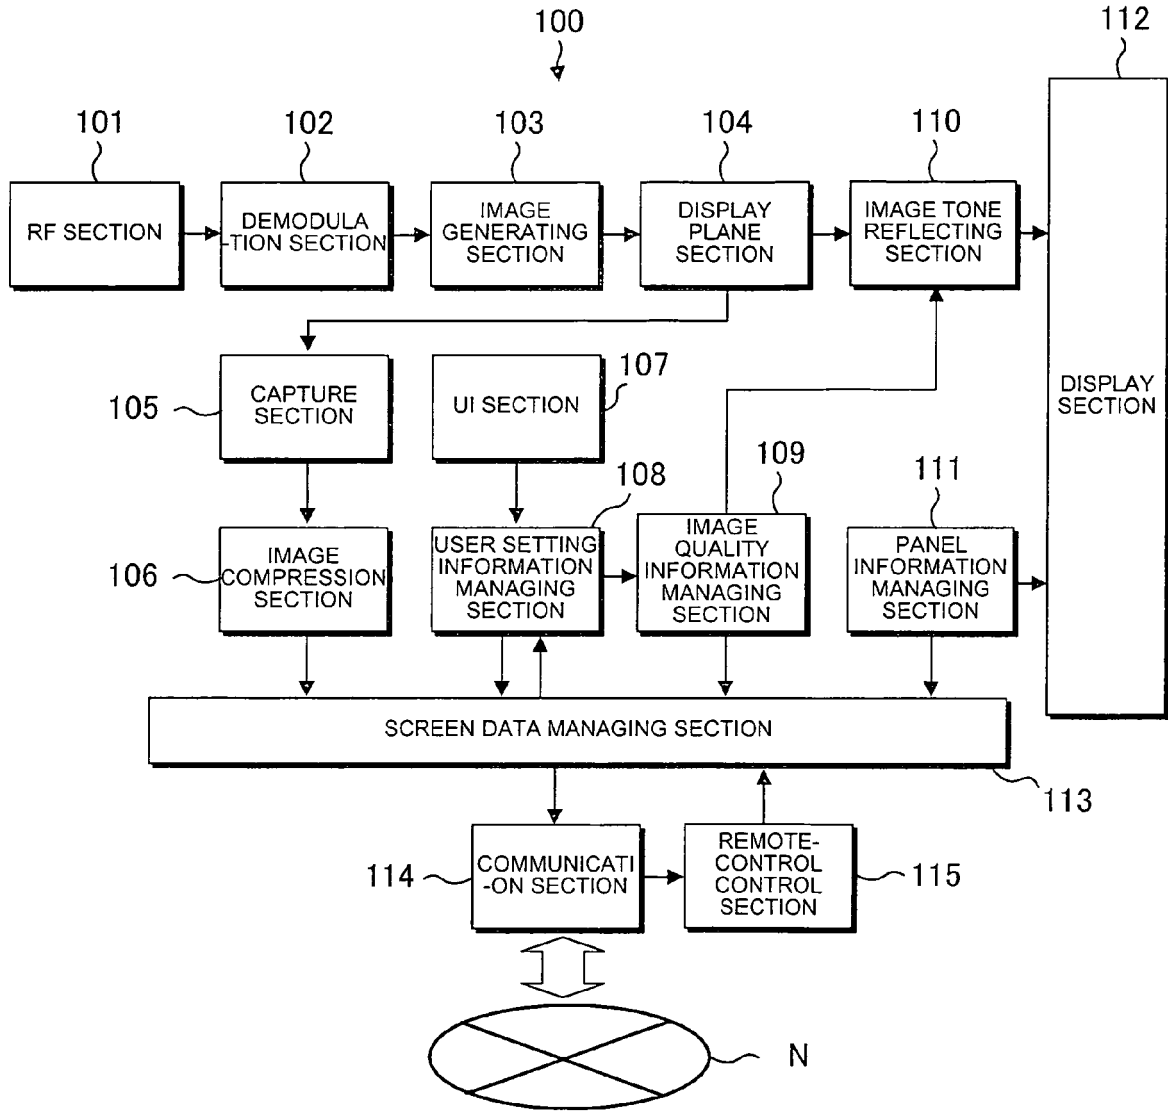 100
112
101
102
103
104
110
RF SECTION
DEMODULA
-TION SECTION
IMAGE
GENERATING
SECTION
DISPLAY
PLANE
SECTION
IMAGE TONE
REFLECTING
SECTION
DISPLAY
SECTION
105
CAPTURE
SECTION
UI SECTION
107
106
IMAGE
COMPRESSION
SECTION
108
USER SETTING
INFORMATION
MANAGING
SECTION
109
IMAGE
QUALITY
INFORMATION
MANAGING
SECTION
111
PANEL
INFORMATION
MANAGING
SECTION
SCREEN DATA MANAGING SECTION
113
114
COMMUNICATI
-ON SECTION
REMOTE-
CONTROL
CONTROL
SECTION
115
N